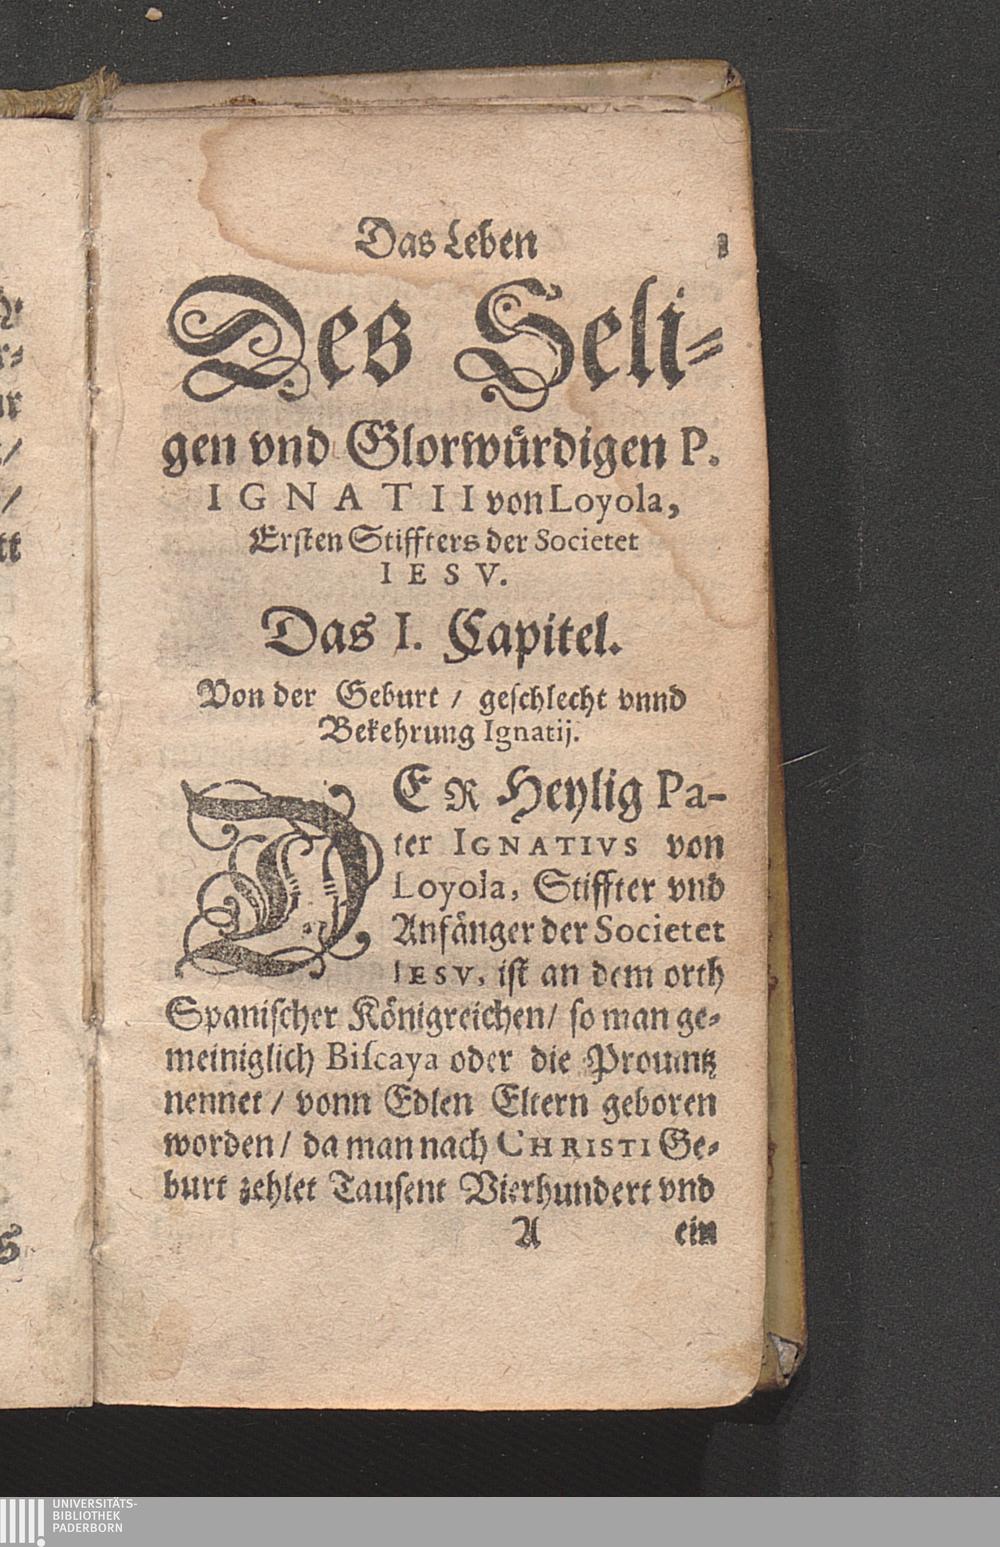 Das Leben 1
Des Seli-
gen vnd Glorwürdigen P.
IGNATII von Loyola,
Ersten Stiffters der Societet
IESV.
Das I. Capitel.
Von der Geburt / geschlecht vnnd
Bekehrung Ignatij.
DER Heylig Pa-
ter IGNATIVS von
Loyola, Stiffter vnd
Anfänger der Societet
IESV, ist an dem orth
Spanischer Königreichen / so man ge-
meiniglich Biscaya oder die Prouintz
nennet / vonn Edlen Eltern geboren
worden / da man nach CHRISTI Ge-
burt zehlet Tausent Vierhundert vnd
A ein
UNIVERSITÄTS-
BIBLIOTHEK
PADERBORN